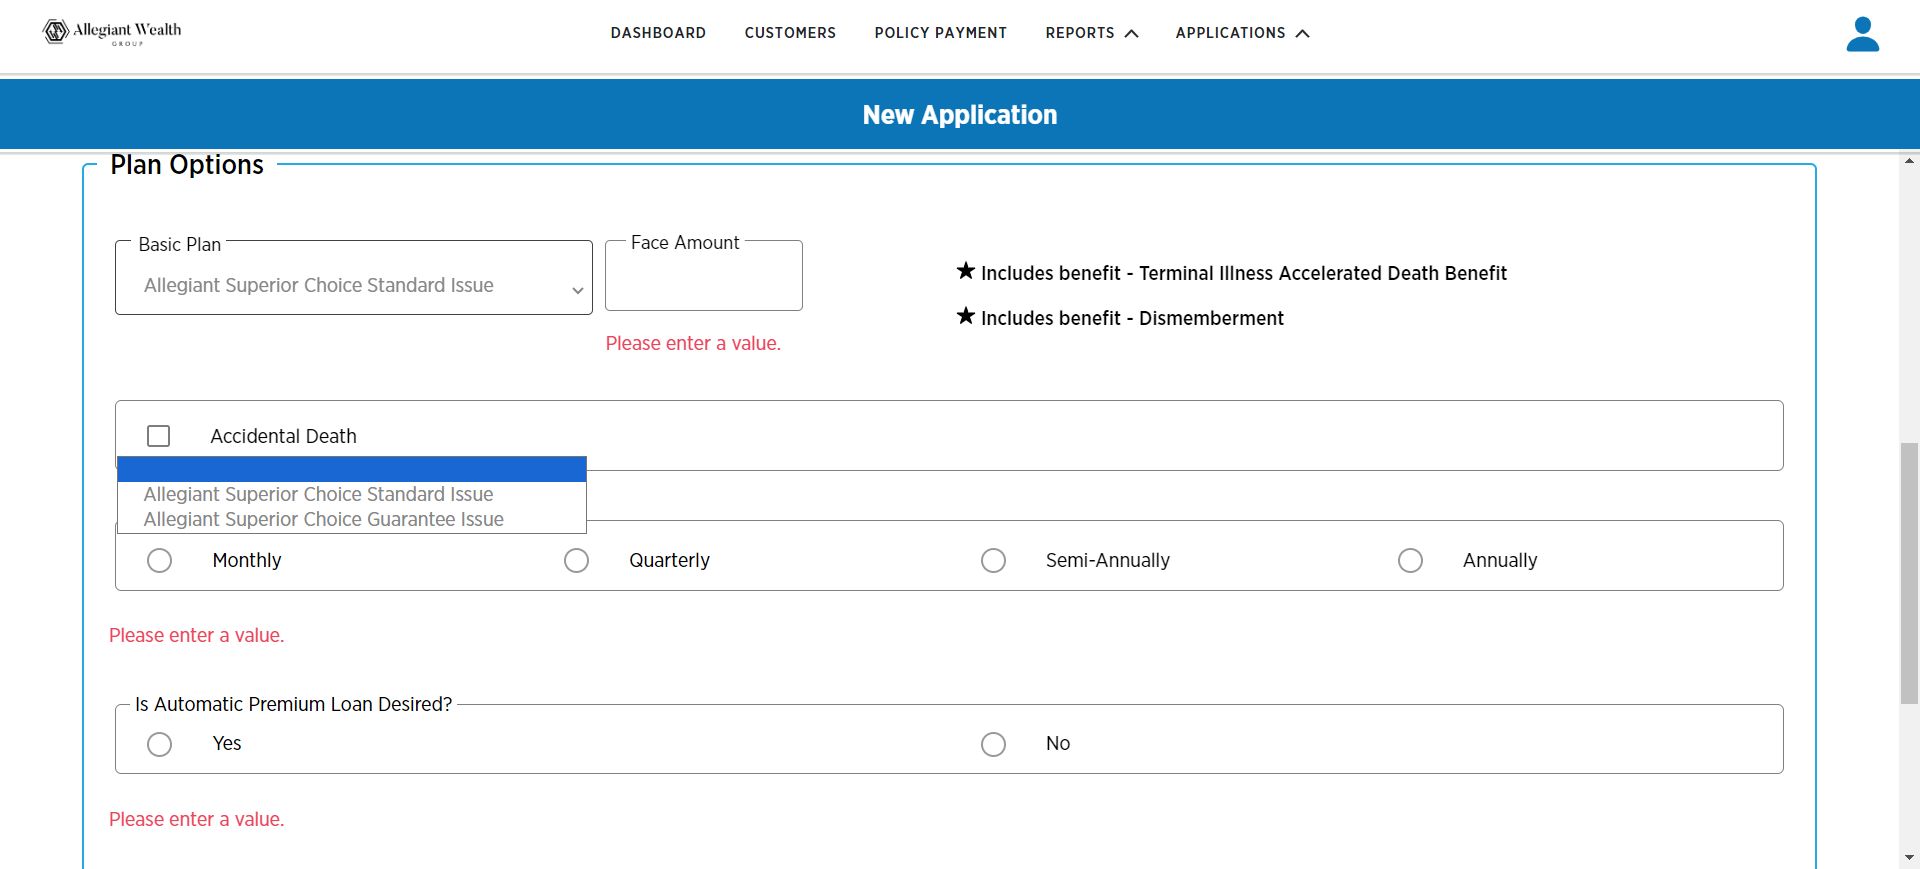 Allegiant Wealth
GROUP
DASHBOARD
CUSTOMERS
POLICY PAYMENT
REPORTS
APPLICATIONS
New Application
Plan Options
Basic Plan
Allegiant Superior Choice Standard Issue
Face Amount
Please enter a value.
★ Includes benefit - Terminal Illness Accelerated Death Benefit
★ Includes benefit - Dismemberment
Accidental Death
Allegiant Superior Choice Standard Issue
Allegiant Superior Choice Guarantee Issue
Monthly
Quarterly
Semi-Annually
Annually
Please enter a value.
Is Automatic Premium Loan Desired?
Yes
No
Please enter a value.